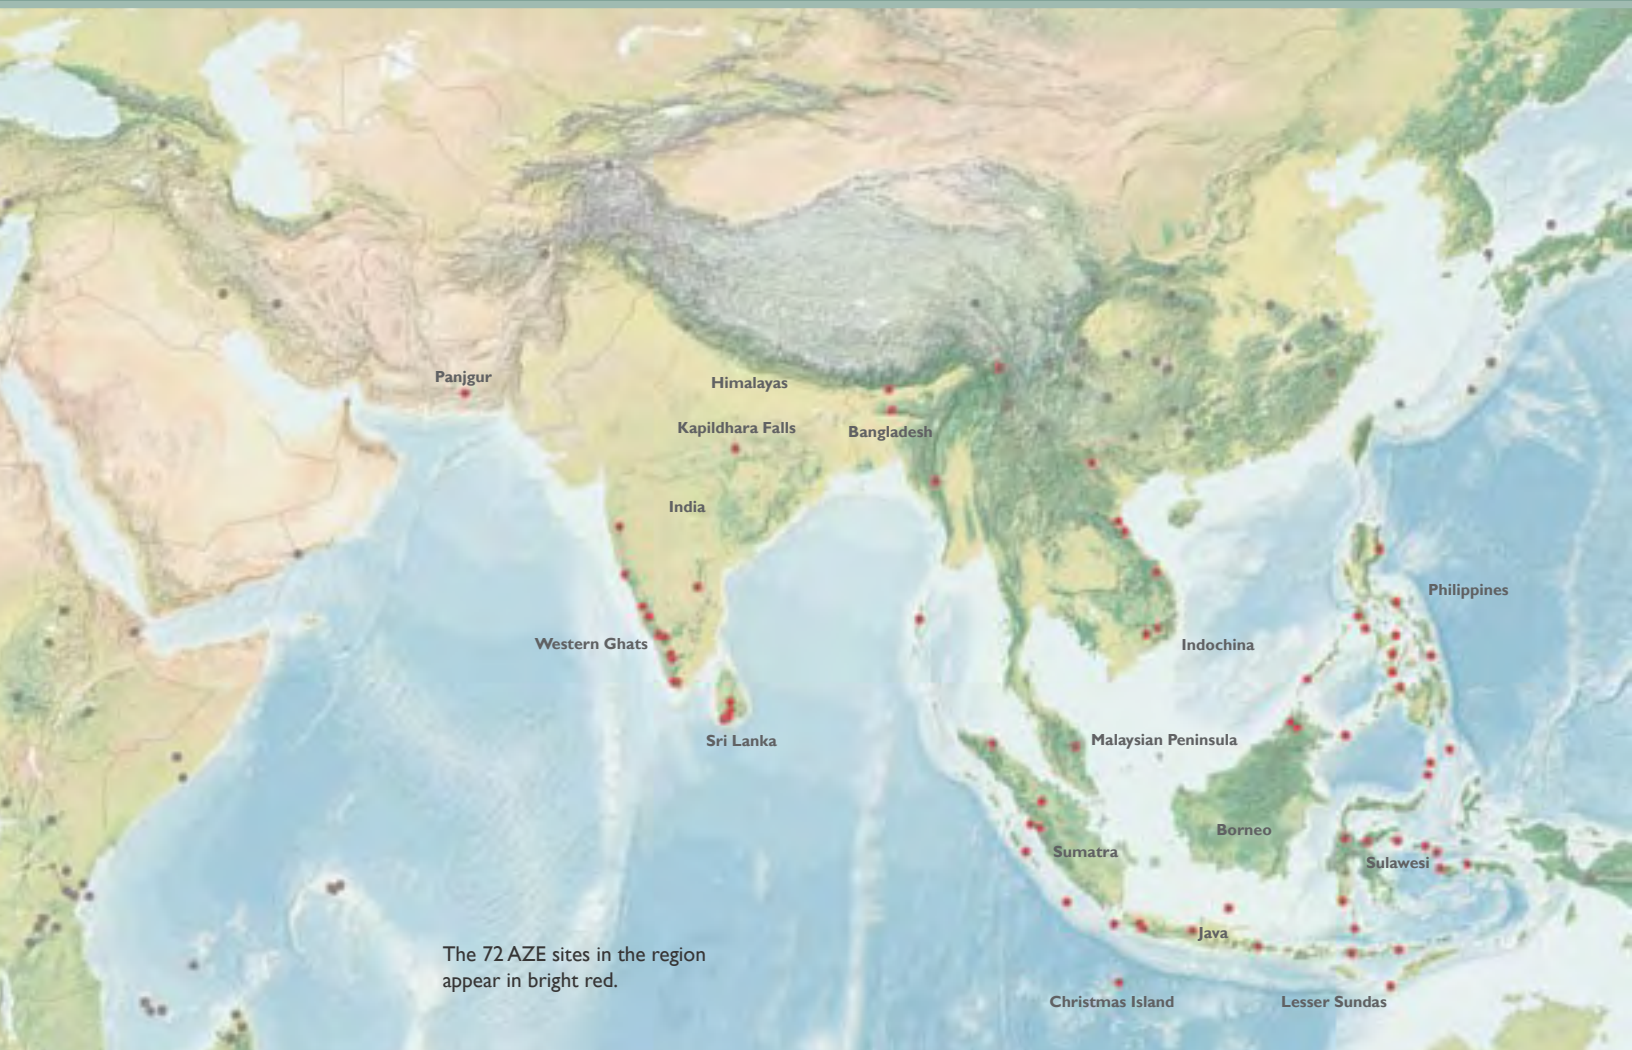 Panjgur
Himalayas
Kapildhara Falls
Bangladesh
India
Philippines
Western Ghats
Indochina
Sri Lanka
Malaysian Peninsula
Borneo
Sumatra
Sulawesi
Java
The 72 AZE sites in the region
appear in bright red.
Christmas Island
Lesser Sundas